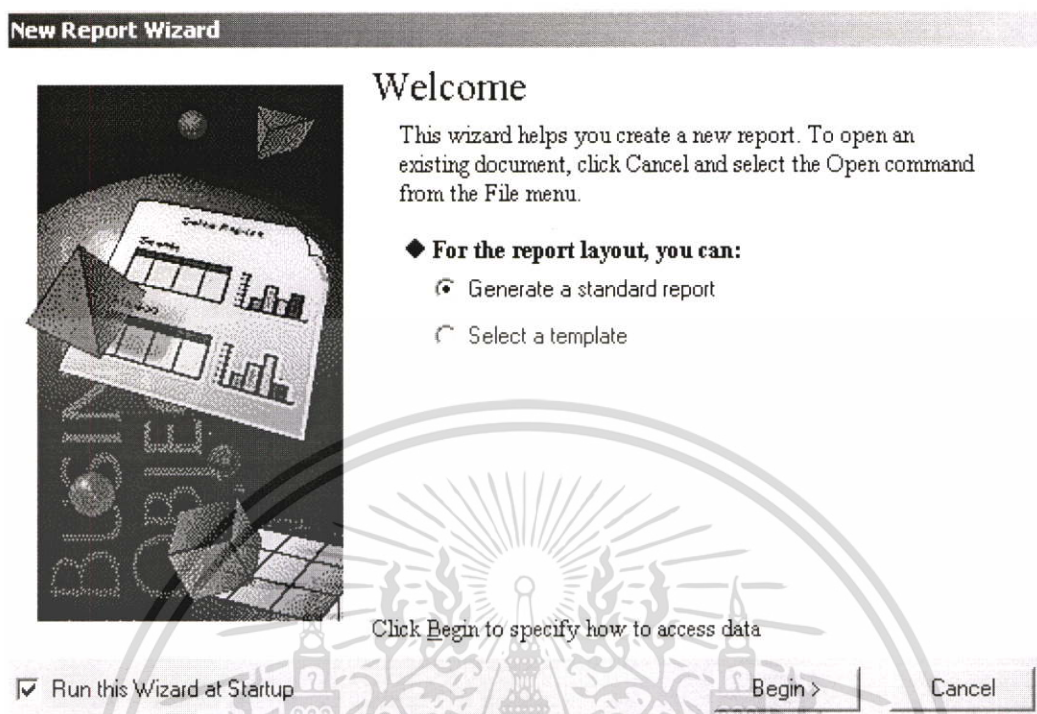 New Report Wizard
Welcome
This wizard helps you create a new report. To open an
existing document, click Cancel and select the Open command
from the File menu.
◆ For the report layout, you can:
Generate a standard report
Select a template
Click Begin to specify how to access data
Run this Wizard at Startup
Begin >
Cancel